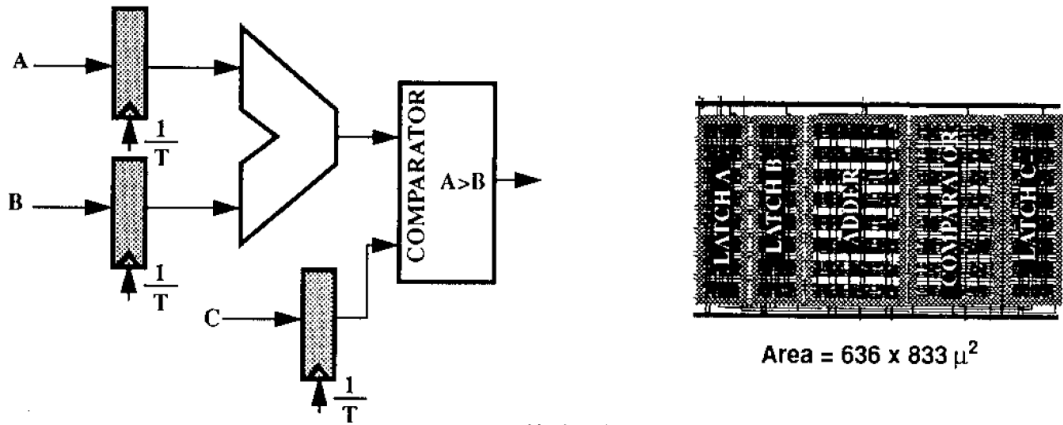 A
1
T
B
1
T
C
1
T
COMPARATOR
A>B
LATCH A
LATCH B
ADDER
COMPARATOR
LATCH C
Area = 636 x 833 μ²